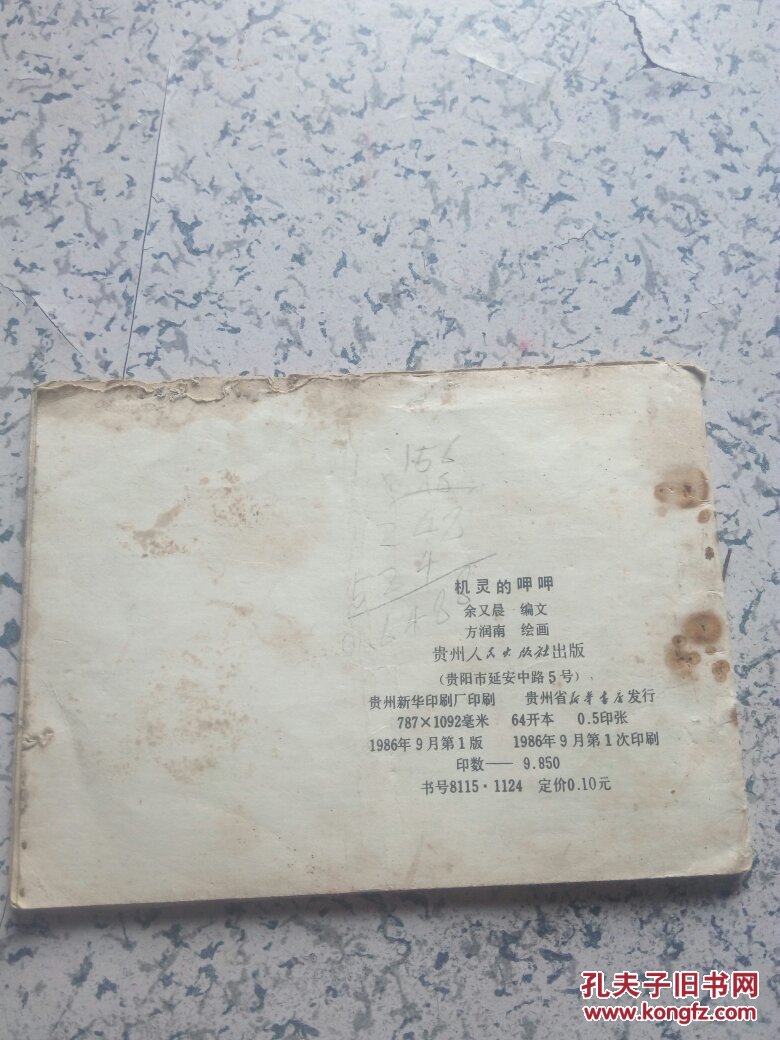 156
机灵的呷呷
余又晨 编文
方润南 绘画
贵州人民出版社出版
(贵阳市延安中路5号)
贵州新华印刷厂印刷 贵州省新华书店发行
787×1092毫米 64开本 0.5印张
1986年9月第1版 1986年9月第1次印刷
印数—— 9.850
书号8115·1124 定价0.10元
孔夫子旧书网
www.kongfz.com